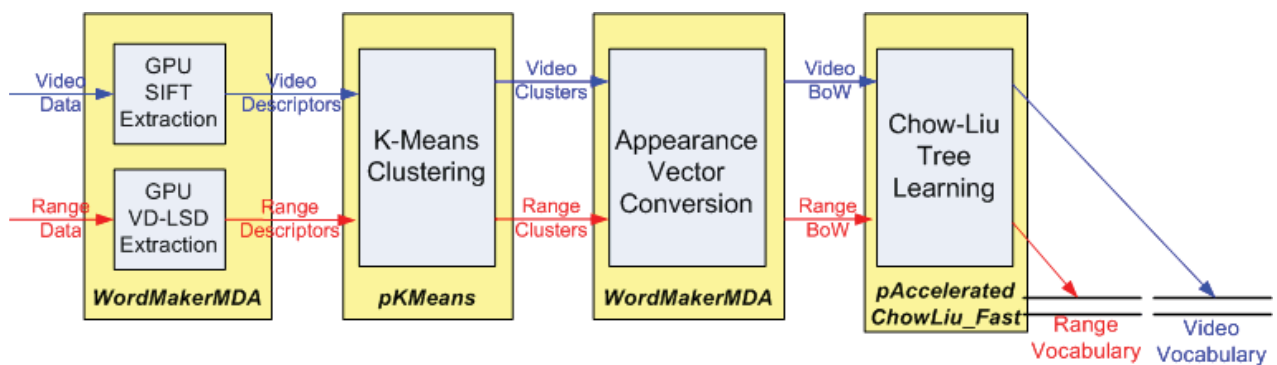 Video
Data
GPU
SIFT
Extraction
Video
Descriptors
Range
Data
GPU
VD-LSD
Extraction
Range
Descriptors
WordMakerMDA
K-Means
Clustering
pKMeans
Video
Clusters
Range
Clusters
Appearance
Vector
Conversion
WordMakerMDA
Video
BoW
Range
BoW
Chow-Liu
Tree
Learning
pAccelerated
ChowLiu_Fast
Range
Vocabulary
Video
Vocabulary